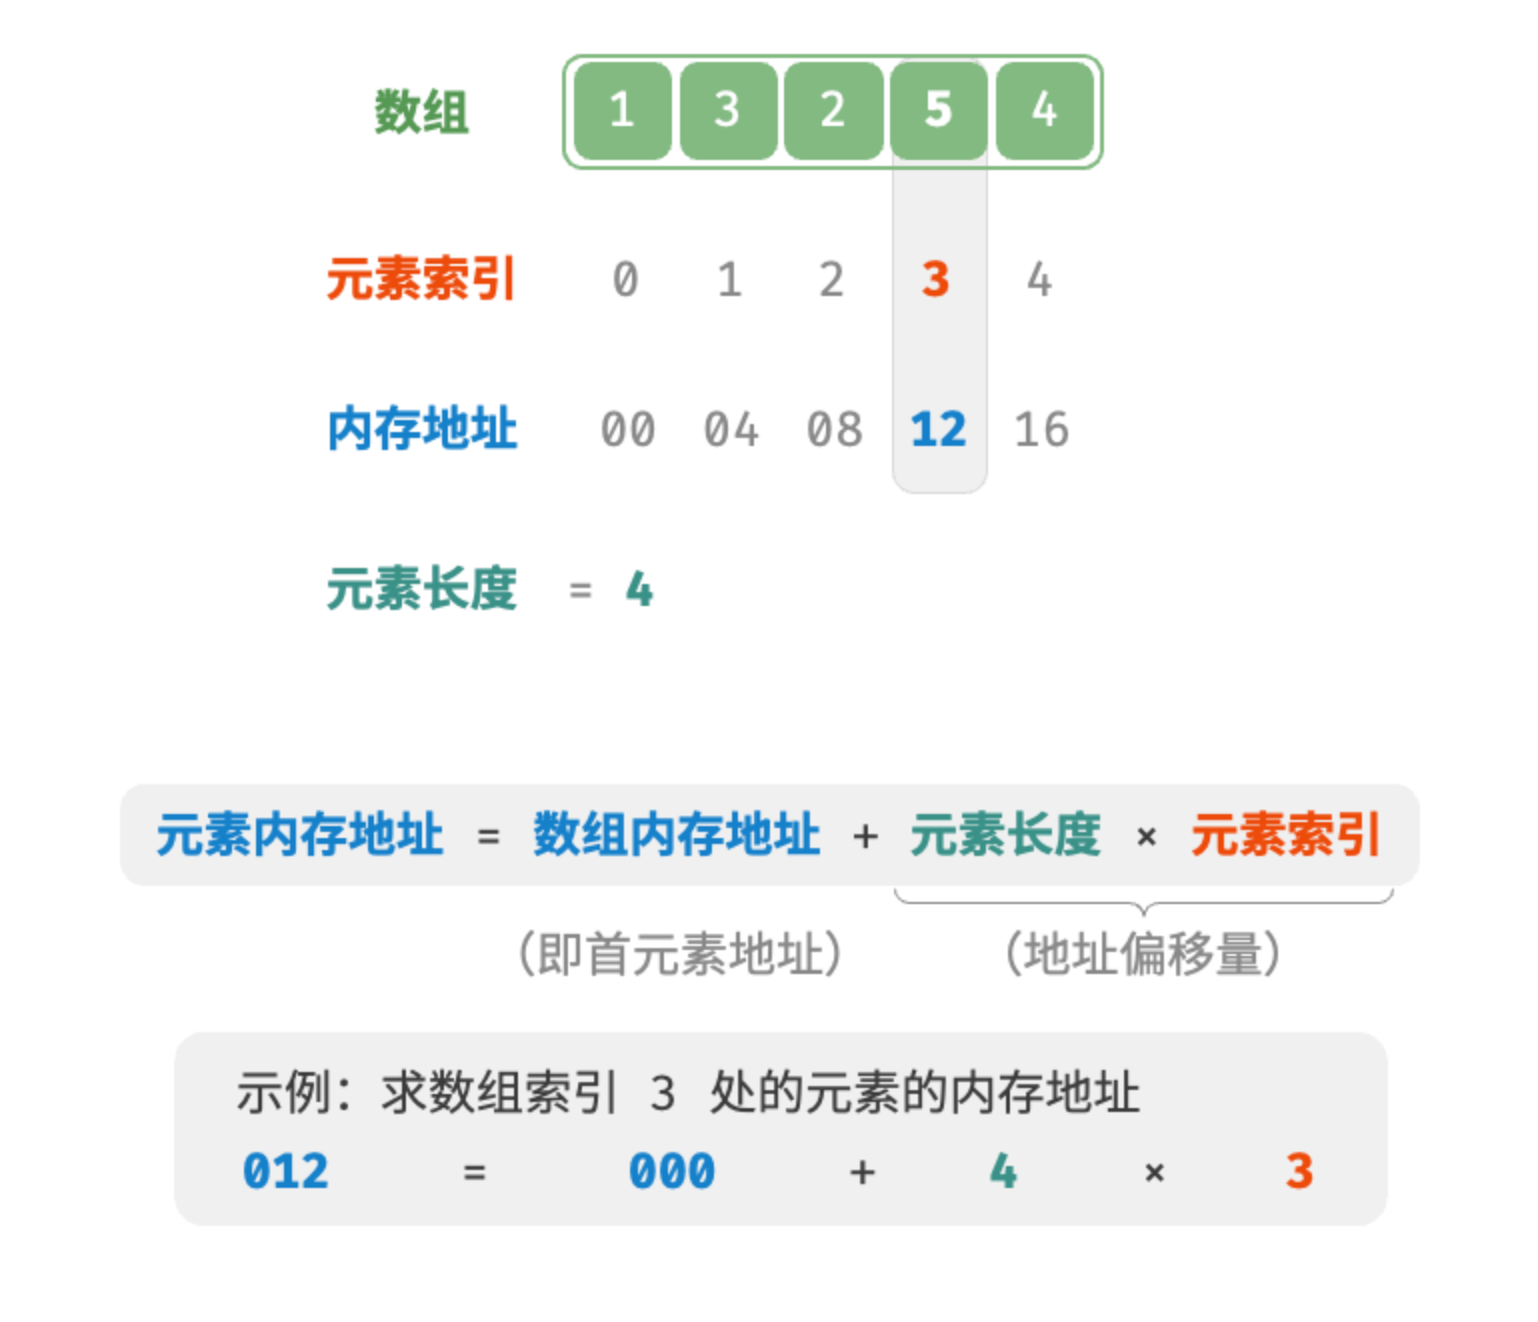 数组 1 3 2 5 4
元素索引 0 1 2 3 4
内存地址 00 04 08 12 16
元素长度 = 4
元素内存地址 = 数组内存地址 + 元素长度 × 元素索引
（即首元素地址） （地址偏移量）
示例：求数组索引 3 处的元素的内存地址
012 = 000 + 4 × 3